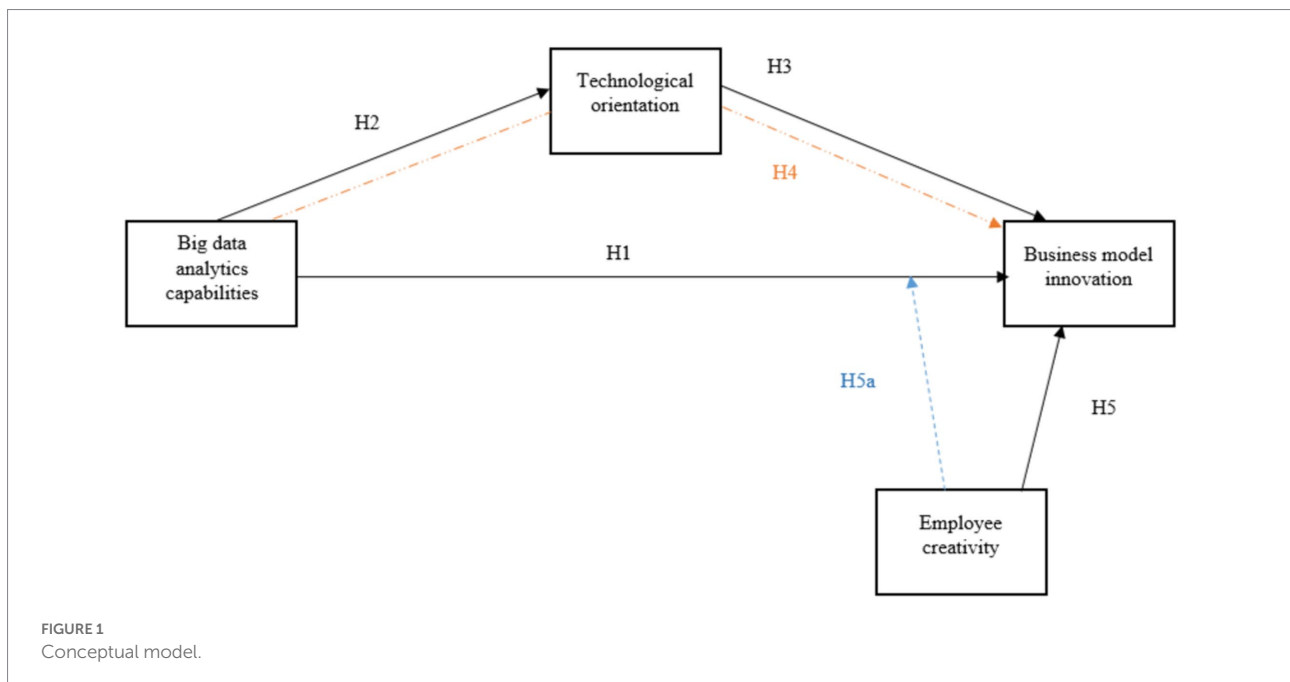 Technological
orientation
H3
H2
H4
Big data
analytics
capabilities
H1
Business model
innovation
H5a
H5
Employee
creativity
FIGURE 1
Conceptual model.